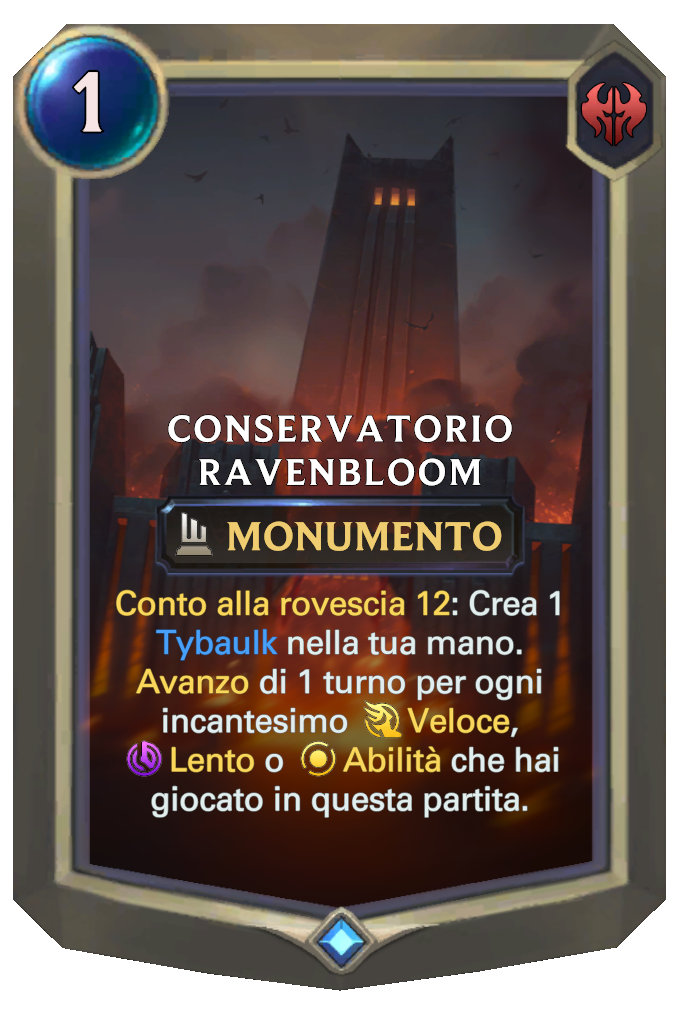 1
CONSERVATORIO
RAVENBLOOM
MONUMENTO
Conto alla rovescia 12: Crea 1
Tybaulk nella tua mano.
Avanzo di 1 turno per ogni
incantesimo Veloce,
Lento o Abilità che hai
giocato in questa partita.